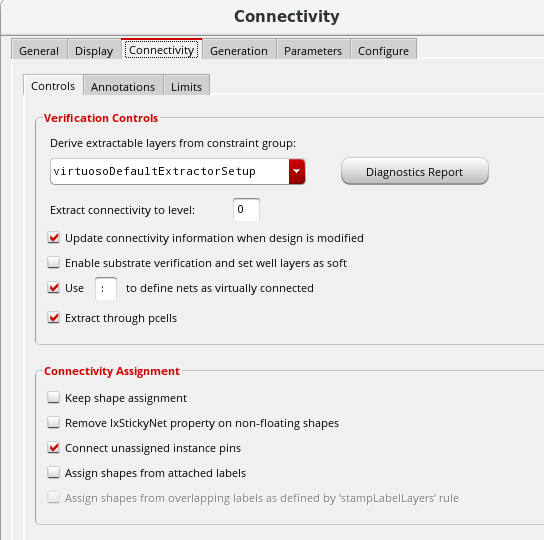 Connectivity
General Display Connectivity Generation Parameters Configure
Controls Annotations Limits
Verification Controls
Derive extractable layers from constraint group:
virtuosoDefaultExtractorSetup Diagnostics Report
Extract connectivity to level: 0
Update connectivity information when design is modified
Enable substrate verification and set well layers as soft
Use : to define nets as virtually connected
Extract through pcells
Connectivity Assignment
Keep shape assignment
Remove lxStickyNet property on non-floating shapes
Connect unassigned instance pins
Assign shapes from attached labels
Assign shapes from overlapping labels as defined by 'stampLabelLayers' rule